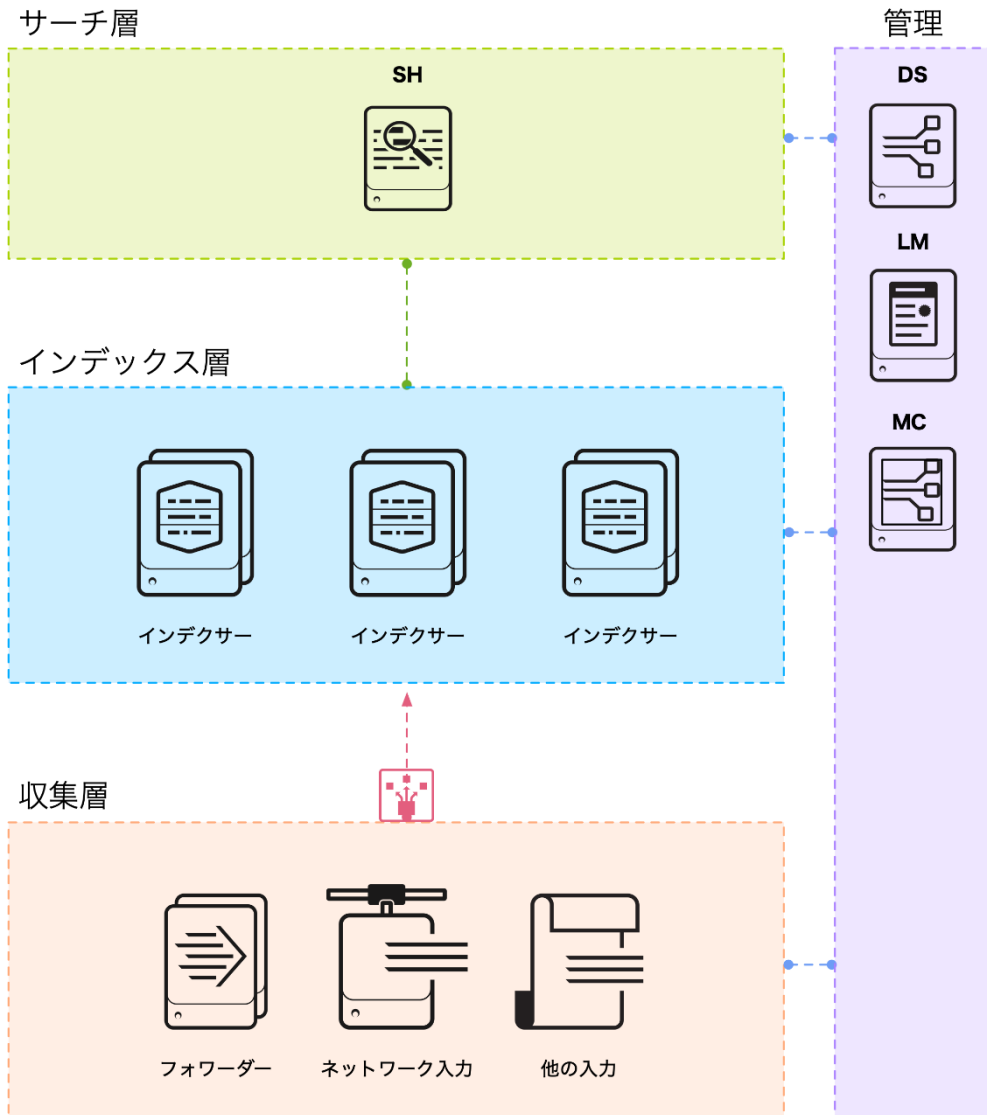 サーチ層
管理
SH
DS
LM
インデックス層
MC
インデクサー
インデクサー
インデクサー
収集層
フォワーダー
ネットワーク入力
他の入力